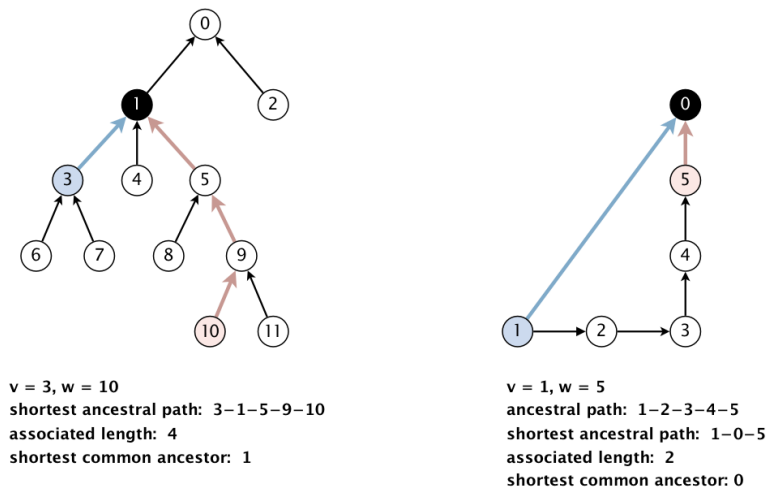 0
1
2
3
4
5
6
7
8
9
10
11
v = 3, w = 10
shortest ancestral path: 3−1−5−9−10
associated length: 4
shortest common ancestor: 1
0
5
4
1
2
3
v = 1, w = 5
ancestral path: 1−2−3−4−5
shortest ancestral path: 1−0−5
associated length: 2
shortest common ancestor: 0